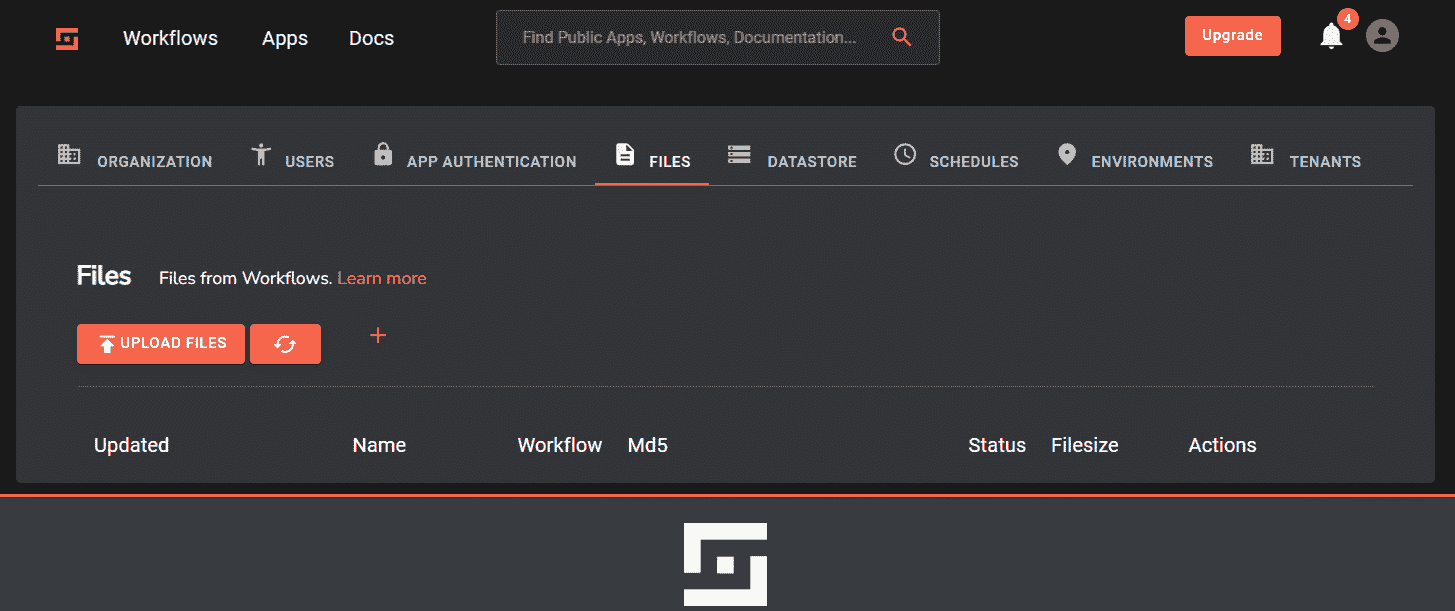 Workflows Apps Docs Find Public Apps, Workflows, Documentation... Upgrade 4
ORGANIZATION USERS APP AUTHENTICATION FILES DATASTORE SCHEDULES ENVIRONMENTS TENANTS
Files Files from Workflows. Learn more
UPLOAD FILES +
Updated Name Workflow Md5 Status Filesize Actions